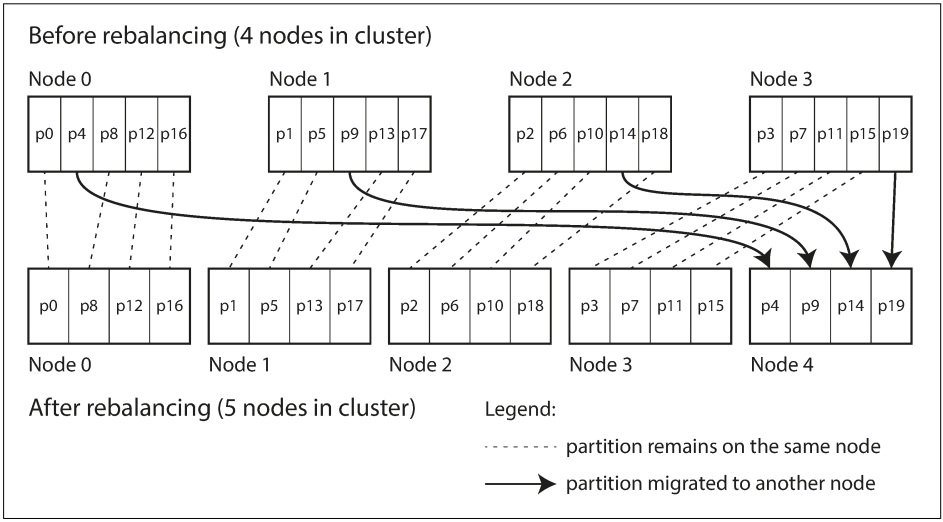 Before rebalancing (4 nodes in cluster)
Node 0 Node 1 Node 2 Node 3
p0 p4 p8 p12 p16 p1 p5 p9 p13 p17 p2 p6 p10 p14 p18 p3 p7 p11 p15 p19
p0 p8 p12 p16 p1 p5 p13 p17 p2 p6 p10 p18 p3 p7 p11 p15 p4 p9 p14 p19
Node 0 Node 1 Node 2 Node 3 Node 4
After rebalancing (5 nodes in cluster)
Legend:
partition remains on the same node
partition migrated to another node